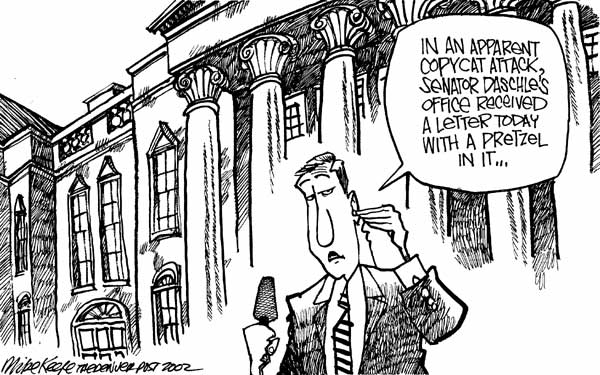 IN AN APPARENT
COPYCAT ATTACK,
SENATOR DASCHLE'S
OFFICE RECEIVED
A LETTER TODAY
WITH A PRETZEL
IN IT...
Mike Keefe THE DENVER POST 2002